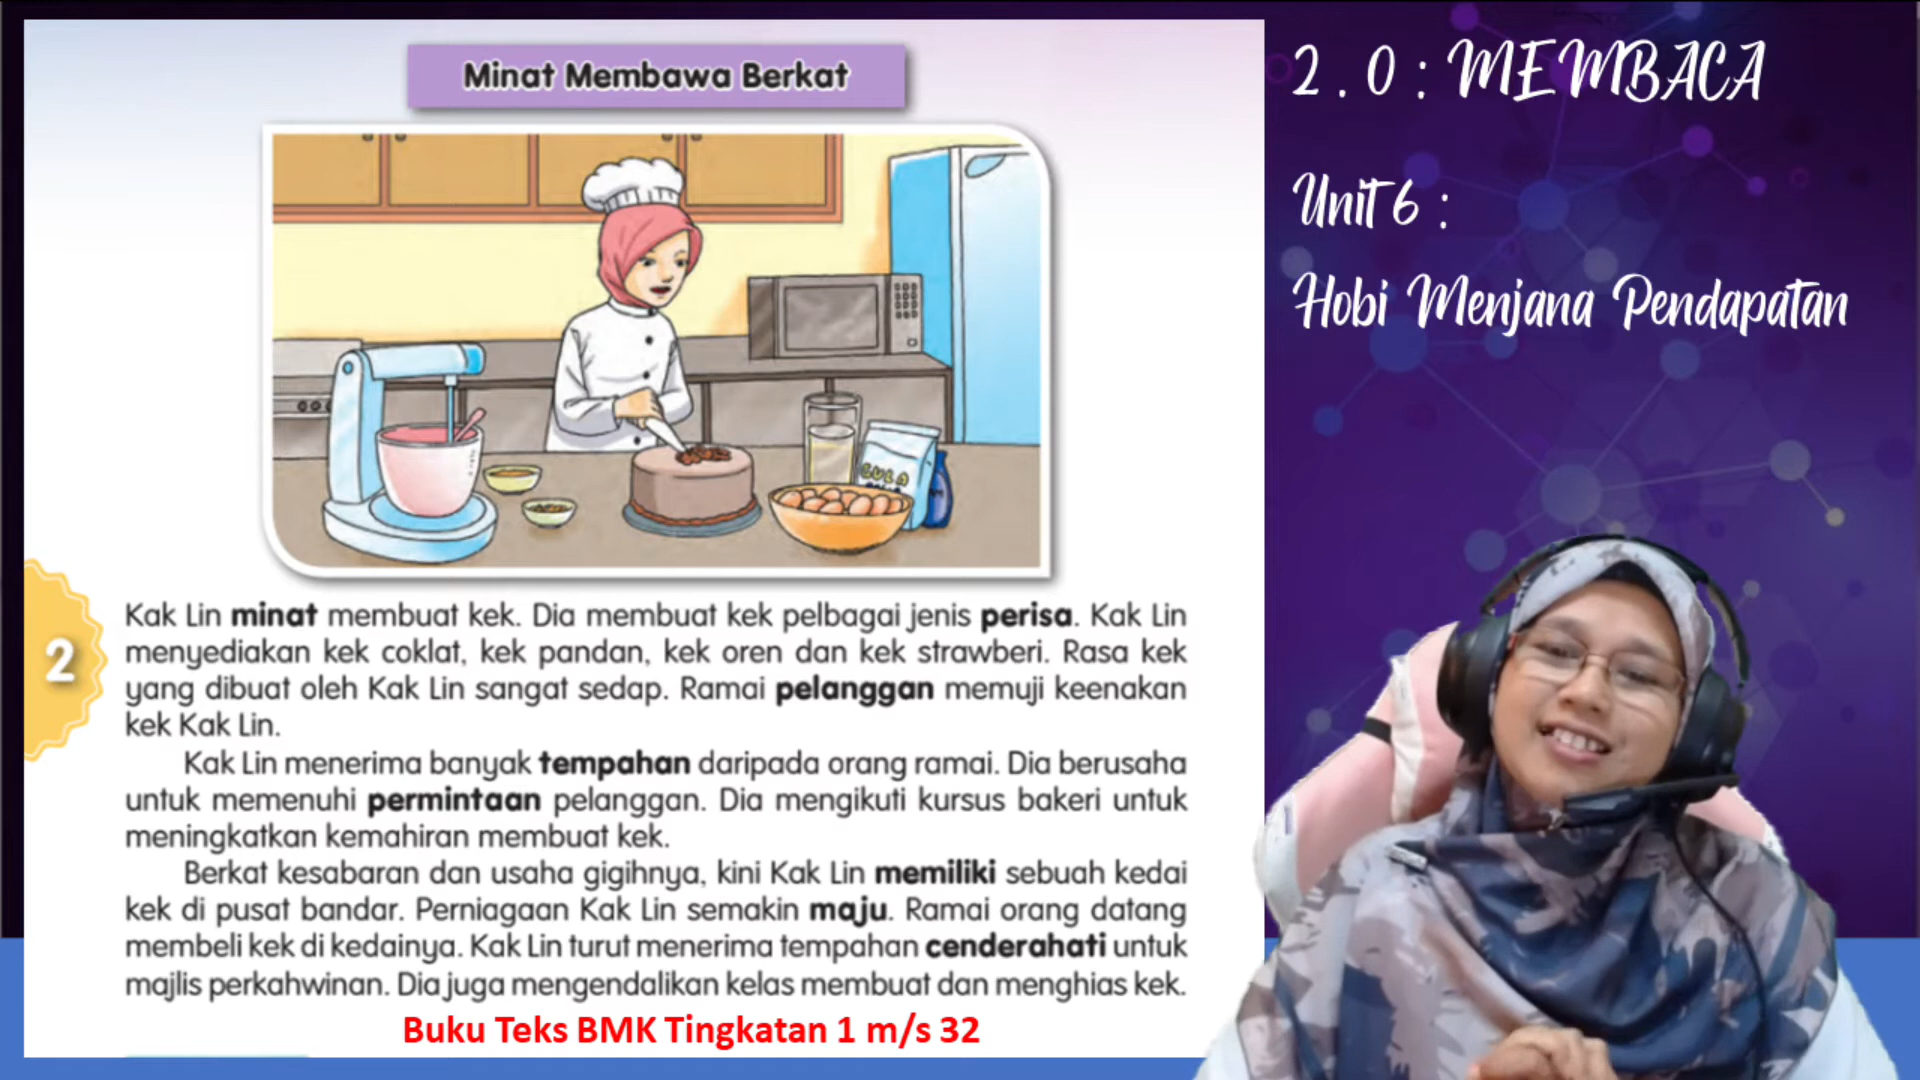 Minat Membawa Berkat
GULA
2
Kak Lin minat membuat kek. Dia membuat kek pelbagai jenis perisa. Kak Lin
menyediakan kek coklat, kek pandan, kek oren dan kek strawberi. Rasa kek
yang dibuat oleh Kak Lin sangat sedap. Ramai pelanggan memuji keenakan
kek Kak Lin.
Kak Lin menerima banyak tempahan daripada orang ramai. Dia berusaha
untuk memenuhi permintaan pelanggan. Dia mengikuti kursus bakeri untuk
meningkatkan kemahiran membuat kek.
Berkat kesabaran dan usaha gigihnya, kini Kak Lin memiliki sebuah kedai
kek di pusat bandar. Perniagaan Kak Lin semakin maju. Ramai orang datang
membeli kek di kedainya. Kak Lin turut menerima tempahan cenderahati untuk
majlis perkahwinan. Dia juga mengendalikan kelas membuat dan menghias kek.
Buku Teks BMK Tingkatan 1 m/s 32
2.0 : MEMBACA
Unit 6 :
Hobi Menjana Pendapatan